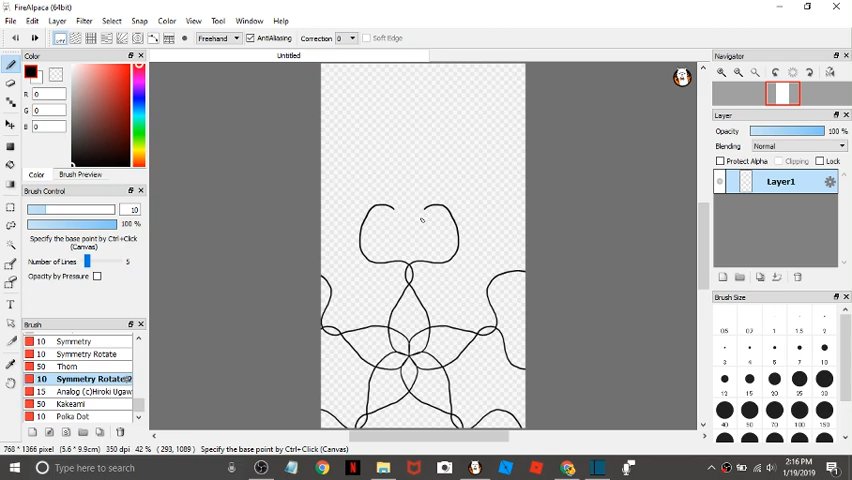 FireAlpaca (64bit)
File Edit Layer Filter Select Snap Color View Tool Window Help
Freehand AntiAliasing Correction 0 Soft Edge
Untitled
Color
R 0
G 0
B 0
Color Brush Preview
Brush Control
10
100 %
Specify the base point by Ctrl+Click
(Canvas)
Number of Lines 5
Opacity by Pressure
Brush
10 Symmetry
10 Symmetry Rotate
50 Thorn
10 Symmetry Rotate
15 Analog (c)Hiroki Ugaw
50 Kakeami
10 Polka Dot
Navigator
Layer
Opacity 100 %
Blending Normal
Protect Alpha Clipping Lock
Layer1
Brush Size
0.5 0.7 1 1.5 2
3 4 5 7 10
12 15 20 25 30
40 50 70 100 150
768 * 1366 pixel (5.6 * 9.9cm) 350 dpi 42 % (293, 1089) Specify the base point by Ctrl+Click (Canvas)
Type here to search
2:16 PM
1/19/2019